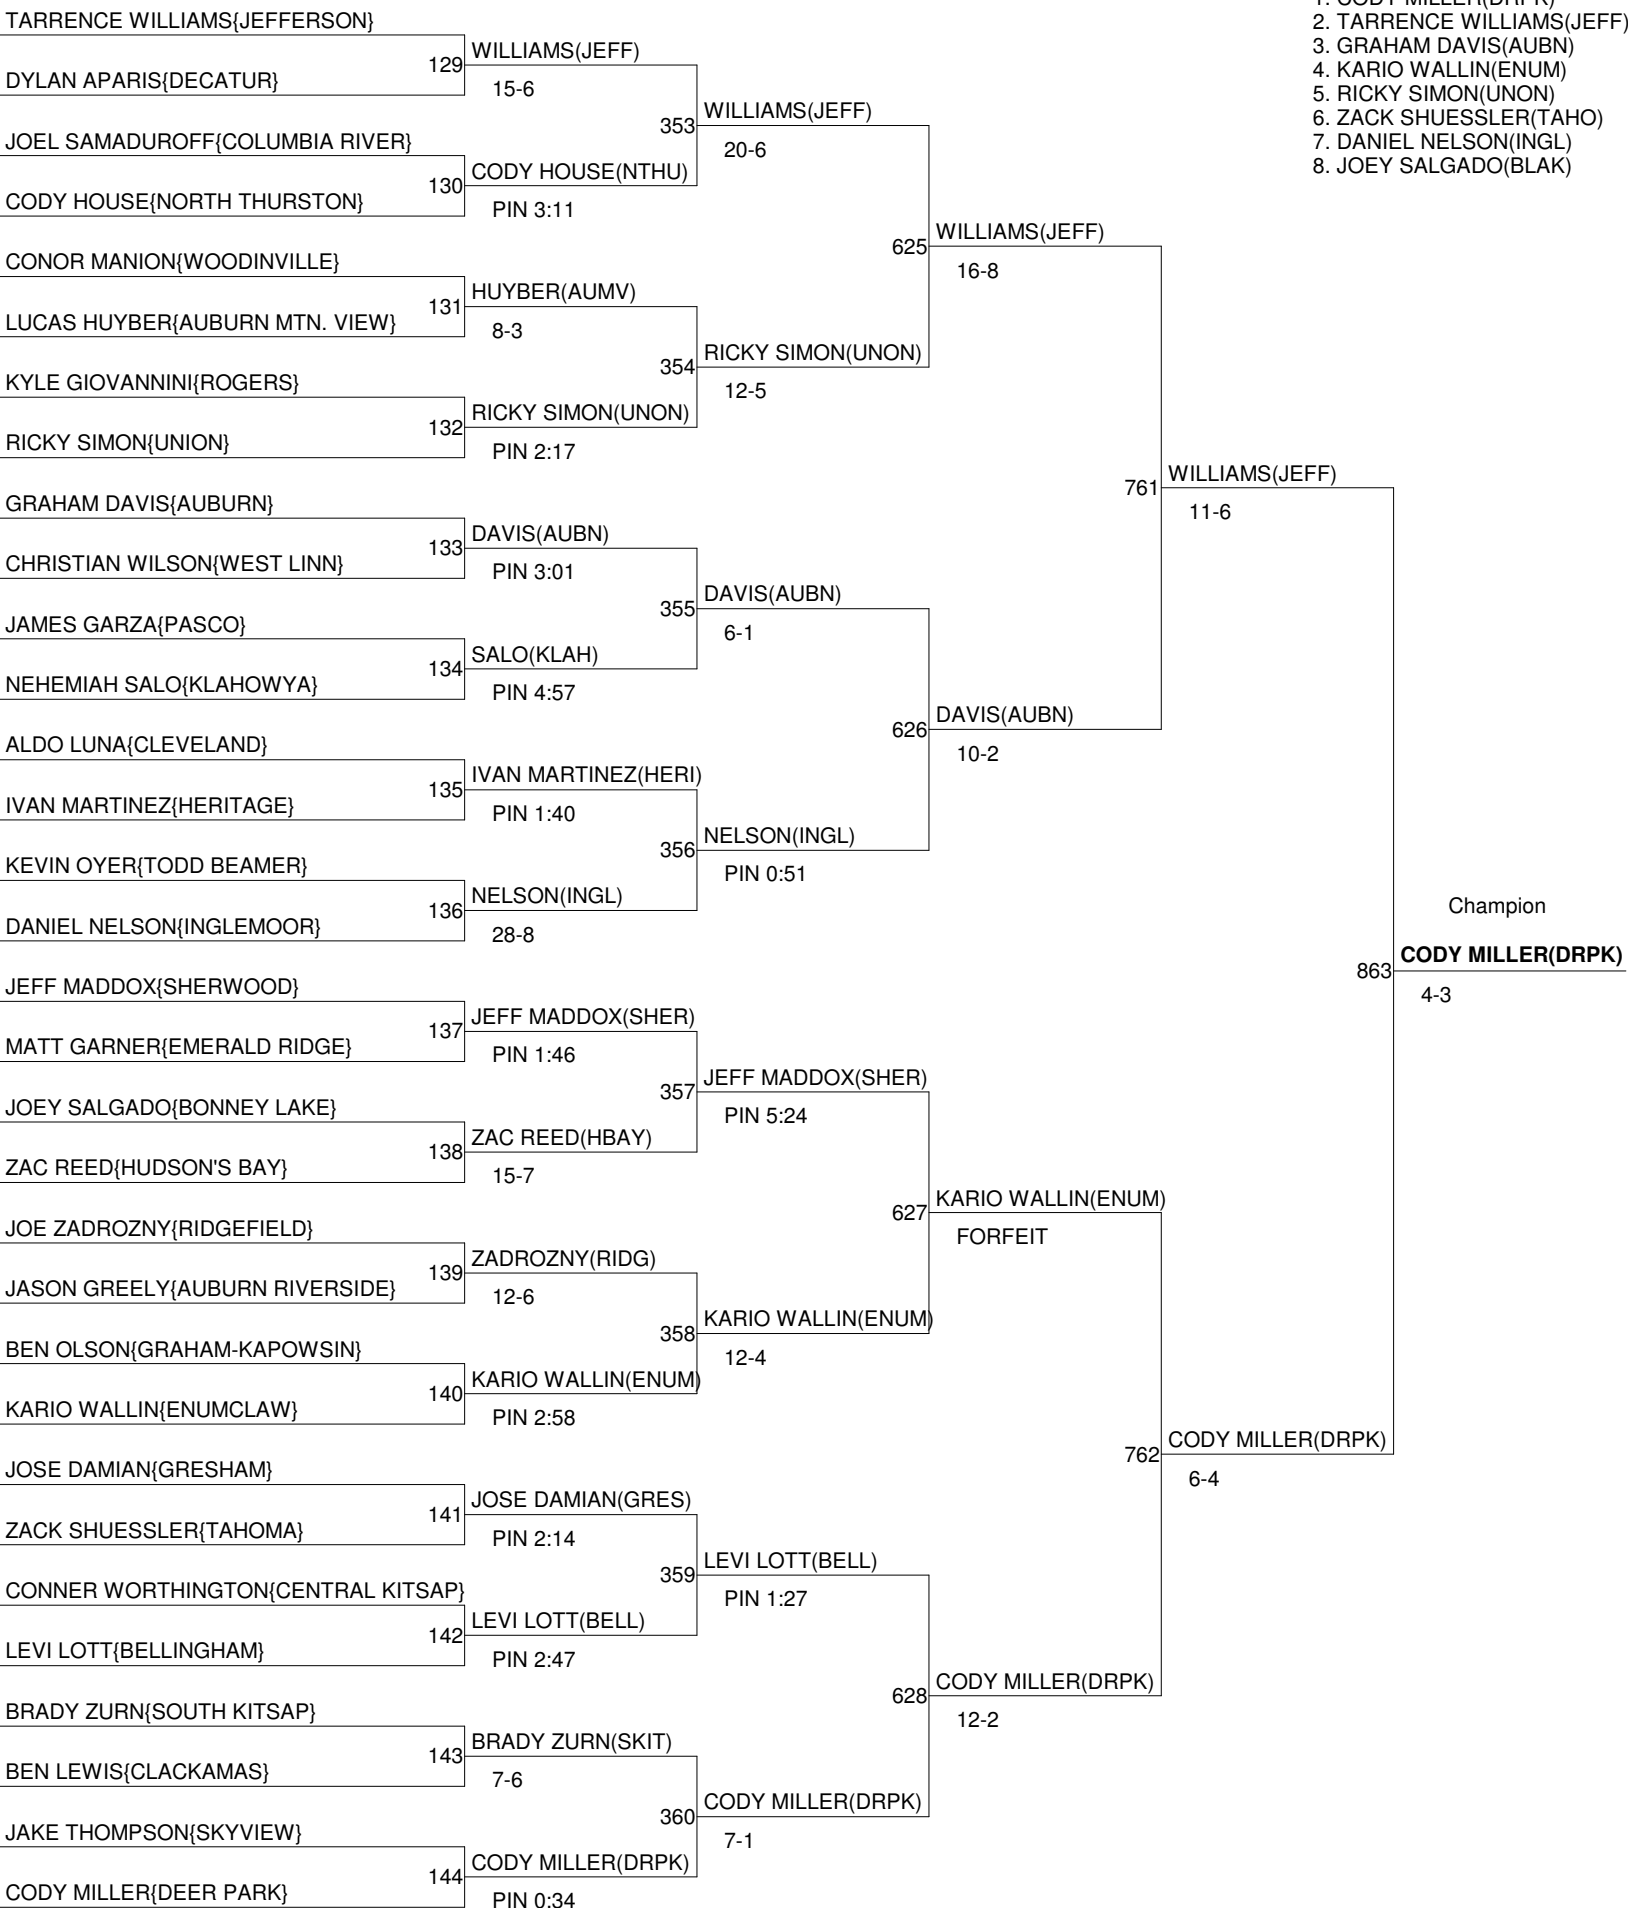 1. CODY MILLER(DRPK)
2. TARRENCE WILLIAMS(JEFF)
3. GRAHAM DAVIS(AUBN)
4. KARIO WALLIN(ENUM)
5. RICKY SIMON(UNON)
6. ZACK SHUESSLER(TAHO)
7. DANIEL NELSON(INGL)
8. JOEY SALGADO(BLAK)
TARRENCE WILLIAMS{JEFFERSON}
129
DYLAN APARIS{DECATUR}
JOEL SAMADUROFF{COLUMBIA RIVER}
130
CODY HOUSE{NORTH THURSTON}
CONOR MANION{WOODINVILLE}
131
LUCAS HUYBER{AUBURN MTN. VIEW}
KYLE GIOVANNINI{ROGERS}
132
RICKY SIMON{UNION}
GRAHAM DAVIS{AUBURN}
133
CHRISTIAN WILSON{WEST LINN}
JAMES GARZA{PASCO}
134
NEHEMIAH SALO{KLAHOWYA}
ALDO LUNA{CLEVELAND}
135
IVAN MARTINEZ{HERITAGE}
KEVIN OYER{TODD BEAMER}
136
DANIEL NELSON{INGLEMOOR}
JEFF MADDOX{SHERWOOD}
137
MATT GARNER{EMERALD RIDGE}
JOEY SALGADO{BONNEY LAKE}
138
ZAC REED{HUDSON'S BAY}
JOE ZADROZNY{RIDGEFIELD}
139
JASON GREELY{AUBURN RIVERSIDE}
BEN OLSON{GRAHAM-KAPOWSIN}
140
KARIO WALLIN{ENUMCLAW}
JOSE DAMIAN{GRESHAM}
141
ZACK SHUESSLER{TAHOMA}
CONNER WORTHINGTON{CENTRAL KITSAP}
142
LEVI LOTT{BELLINGHAM}
BRADY ZURN{SOUTH KITSAP}
143
BEN LEWIS{CLACKAMAS}
JAKE THOMPSON{SKYVIEW}
144
CODY MILLER{DEER PARK}
WILLIAMS(JEFF)
15-6
353
CODY HOUSE(NTHU)
PIN 3:11
HUYBER(AUMV)
8-3
354
RICKY SIMON(UNON)
PIN 2:17
DAVIS(AUBN)
PIN 3:01
355
SALO(KLAH)
PIN 4:57
IVAN MARTINEZ(HERI)
PIN 1:40
356
NELSON(INGL)
28-8
JEFF MADDOX(SHER)
PIN 1:46
357
ZAC REED(HBAY)
15-7
ZADROZNY(RIDG)
12-6
358
KARIO WALLIN(ENUM)
PIN 2:58
JOSE DAMIAN(GRES)
PIN 2:14
359
LEVI LOTT(BELL)
PIN 2:47
BRADY ZURN(SKIT)
7-6
360
CODY MILLER(DRPK)
PIN 0:34
WILLIAMS(JEFF)
20-6
625
RICKY SIMON(UNON)
12-5
DAVIS(AUBN)
6-1
626
NELSON(INGL)
PIN 0:51
JEFF MADDOX(SHER)
PIN 5:24
627
KARIO WALLIN(ENUM)
12-4
LEVI LOTT(BELL)
PIN 1:27
628
CODY MILLER(DRPK)
7-1
WILLIAMS(JEFF)
16-8
761
DAVIS(AUBN)
10-2
KARIO WALLIN(ENUM)
FORFEIT
762
CODY MILLER(DRPK)
12-2
WILLIAMS(JEFF)
11-6
863
CODY MILLER(DRPK)
6-4
Champion
CODY MILLER(DRPK)
4-3